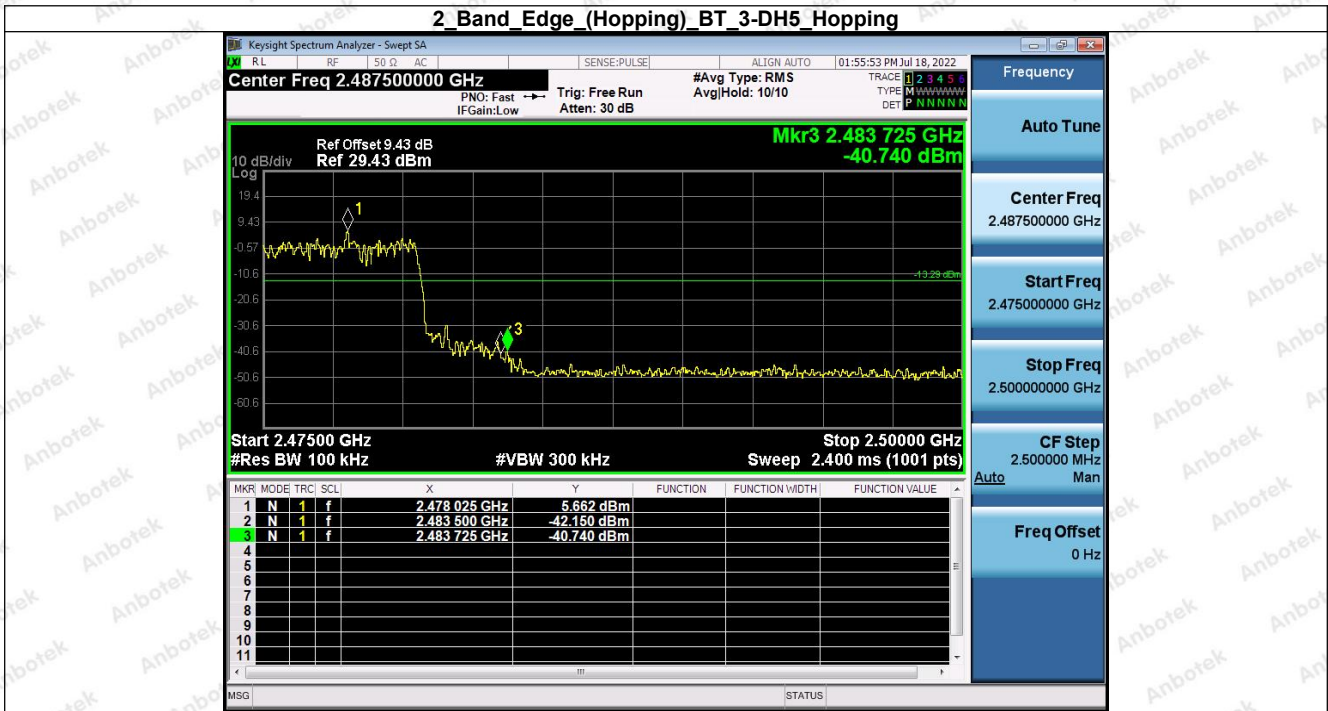 2_Band_Edge_(Hopping)_BT_3-DH5_Hopping
Keysight Spectrum Analyzer - Swept SA
LXI RL RF 50 Ω AC SENSE:PULSE ALIGN AUTO 01:55:53 PM Jul 18, 2022
Center Freq 2.487500000 GHz
PNO: Fast
IFGain:Low
Trig: Free Run
Atten: 30 dB
#Avg Type: RMS
Avg|Hold: 10/10
TRACE 1 2 3 4 5 6
TYPE M WWWWW
DET P N N N N N
Mkr3 2.483 725 GHz
-40.740 dBm
Ref Offset 9.43 dB
10 dB/div Ref 29.43 dBm
Log
19.4
9.43
-0.57
-10.6
-20.6
-30.6
-40.6
-50.6
-60.6
1
3
-13.29 dBm
Start 2.47500 GHz Stop 2.50000 GHz
#Res BW 100 kHz #VBW 300 kHz Sweep 2.400 ms (1001 pts)
MKR MODE TRC SCL X Y FUNCTION FUNCTION WIDTH FUNCTION VALUE
1 N 1 f 2.478 025 GHz 5.662 dBm
2 N 1 f 2.483 500 GHz -42.150 dBm
3 N 1 f 2.483 725 GHz -40.740 dBm
4
5
6
7
8
9
10
11
MSG STATUS
Frequency
Auto Tune
Center Freq
2.487500000 GHz
Start Freq
2.475000000 GHz
Stop Freq
2.500000000 GHz
CF Step
2.500000 MHz
Auto Man
Freq Offset
0 Hz
Anbotek